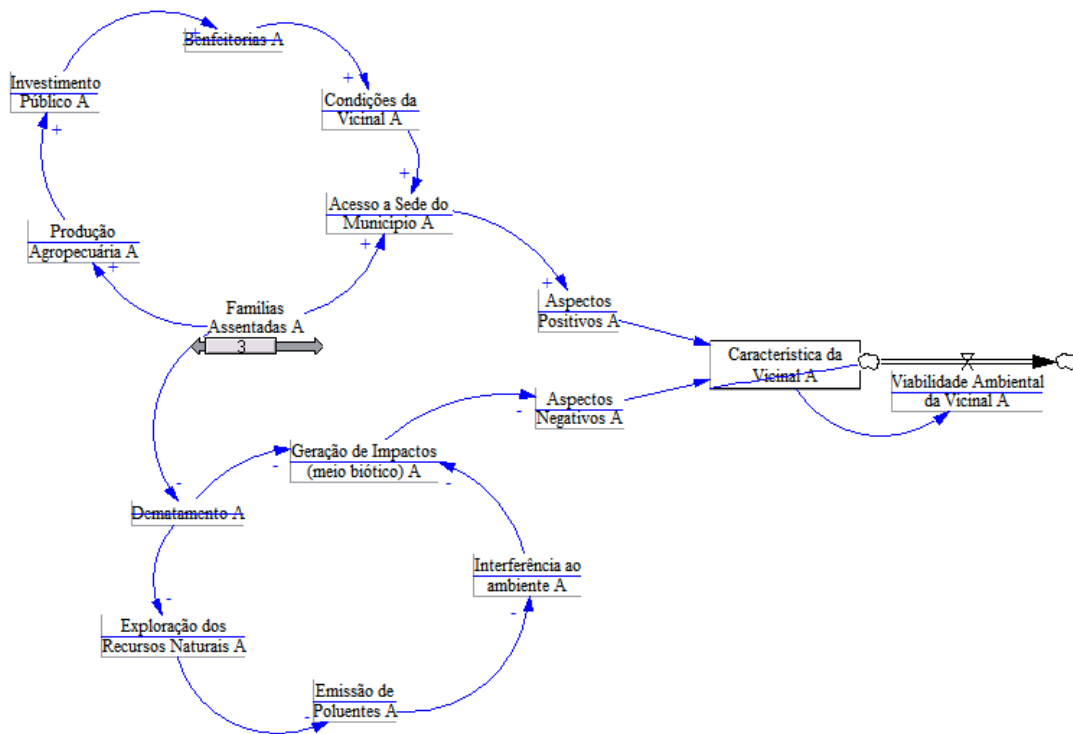 Benfeitorias A
Investimento
Público A
Condições da
Vicinal A
Acesso a Sede do
Município A
Produção
Agropecuária A
Famílias
Assentadas A
3
Aspectos
Positivos A
Característica da
Vicinal A
Viabilidade Ambiental
da Vicinal A
Aspectos
Negativos A
Geração de Impactos
(meio biótico) A
Dematamento A
Interferência ao
ambiente A
Exploração dos
Recursos Naturais A
Emissão de
Poluentes A